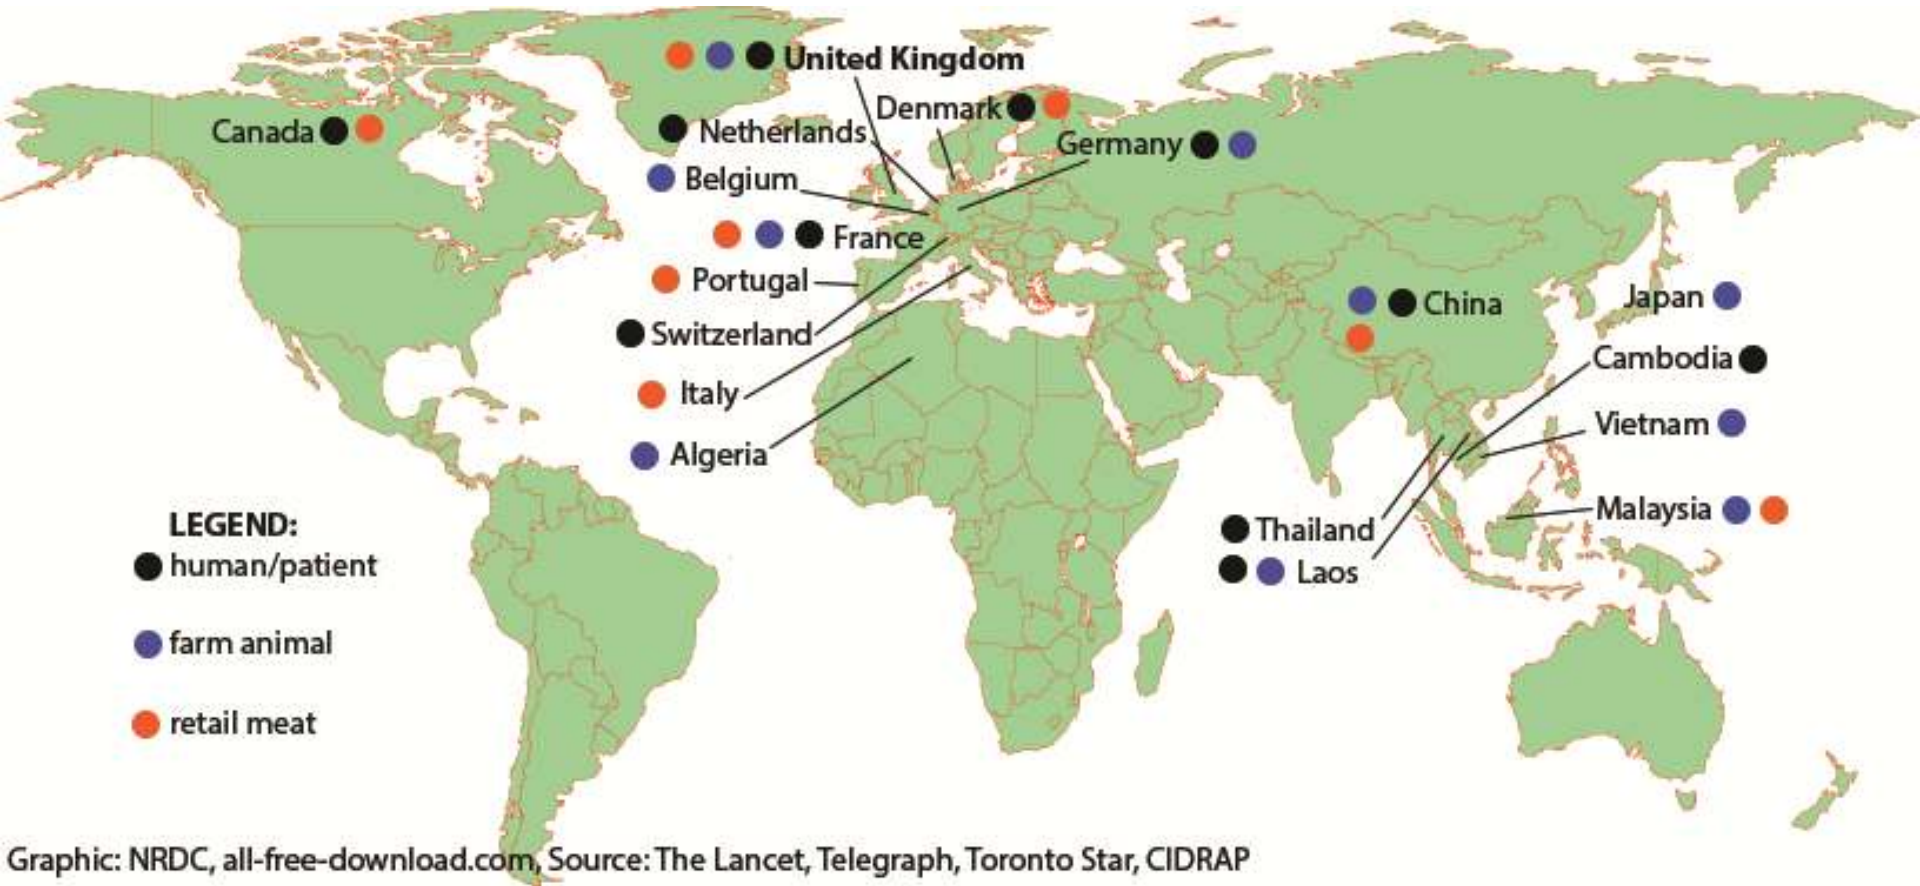 United Kingdom
Denmark
Canada
Netherlands
Germany
Belgium
France
Portugal
China
Japan
Switzerland
Cambodia
Italy
Vietnam
Algeria
Malaysia
Thailand
Laos
LEGEND:
human/patient
farm animal
retail meat
Graphic: NRDC, all-free-download.com, Source: The Lancet, Telegraph, Toronto Star, CIDRAP